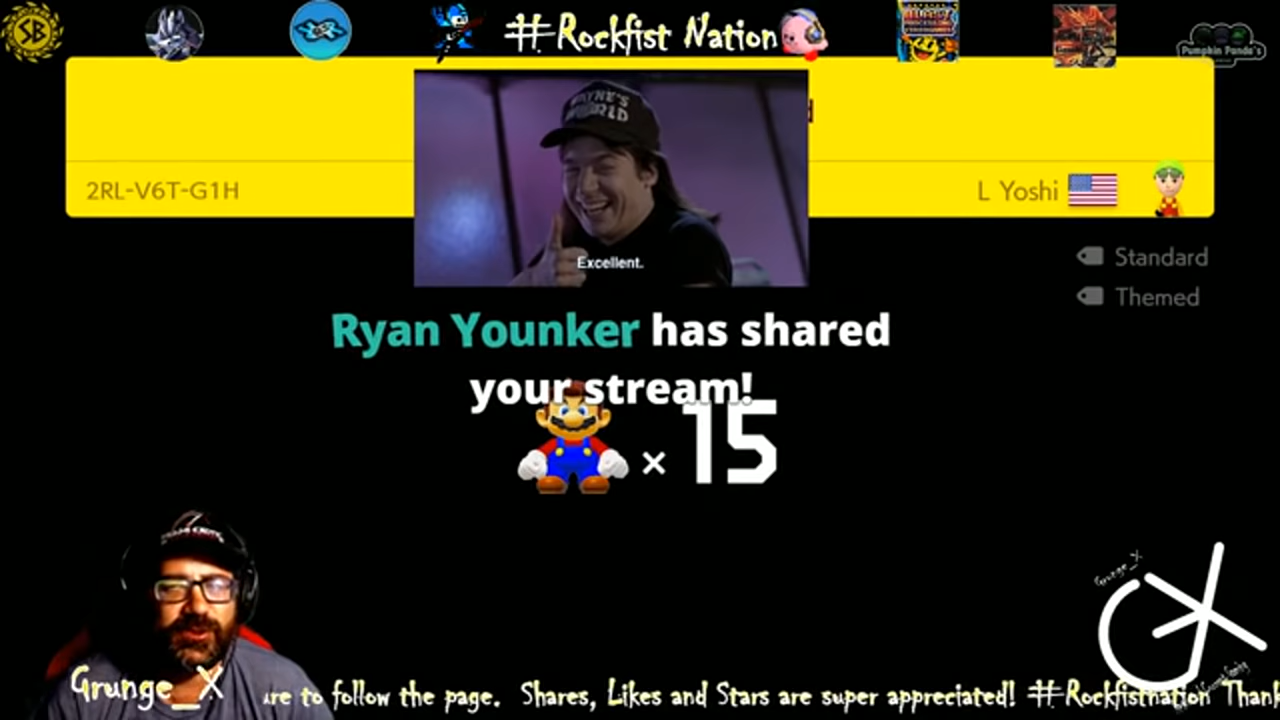 #Rockfist Nation
SB
Pumpkin Panda's
WAYNE'S
WORLD
2RL-V6T-G1H
L Yoshi
Excellent.
Standard
Themed
Ryan Younker has shared
your stream!
× 15
Grunge_X
Grunge_X
re to follow the page. Shares, Likes and Stars are super appreciated! # Rockfistnation Thank